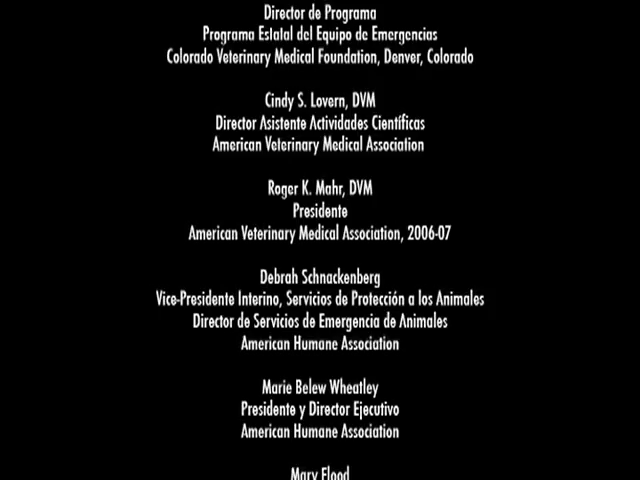 Director de Programa
Programa Estatal del Equipo de Emergencias
Colorado Veterinary Medical Foundation, Denver, Colorado
Cindy S. Lovern, DVM
Director Asistente Actividades Científicas
American Veterinary Medical Association
Roger K. Mahr, DVM
Presidente
American Veterinary Medical Association, 2006-07
Debrah Schnackenberg
Vice-Presidente Interino, Servicios de Protección a los Animales
Director de Servicios de Emergencia de Animales
American Humane Association
Marie Belew Wheatley
Presidente y Director Ejecutivo
American Humane Association
Mary Flood